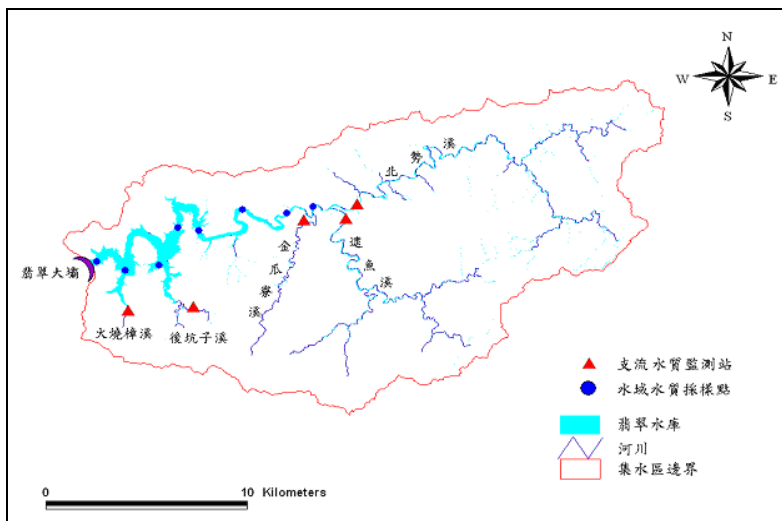 N
W E
S
北勢溪
金瓜寮溪
逮魚溪
翡翠大壩
火燒樟溪
後坑子溪
支流水質監測站
水域水質採樣點
翡翠水庫
河川
集水區邊界
0 10 Kilometers